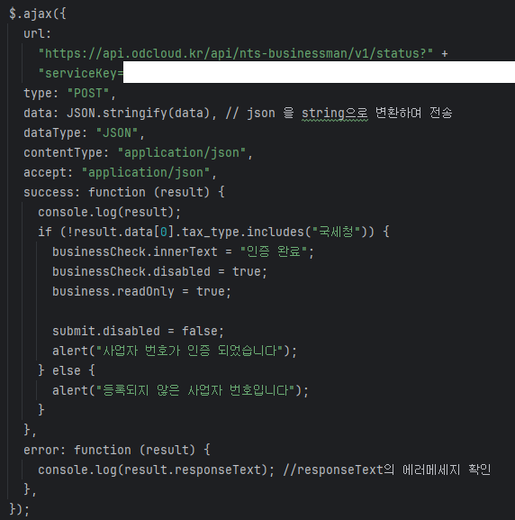 $.ajax({
  url:
    "https://api.odcloud.kr/api/nts-businessman/v1/status?" +
    "serviceKey=
  type: "POST",
  data: JSON.stringify(data), // json 을 string으로 변환하여 전송
  dataType: "JSON",
  contentType: "application/json",
  accept: "application/json",
  success: function (result) {
    console.log(result);
    if (!result.data[0].tax_type.includes("국세청")) {
      businessCheck.innerText = "인증 완료";
      businessCheck.disabled = true;
      business.readOnly = true;

      submit.disabled = false;
      alert("사업자 번호가 인증 되었습니다");
    } else {
      alert("등록되지 않은 사업자 번호입니다");
    }
  },
  error: function (result) {
    console.log(result.responseText); //responseText의 에러메세지 확인
  },
});